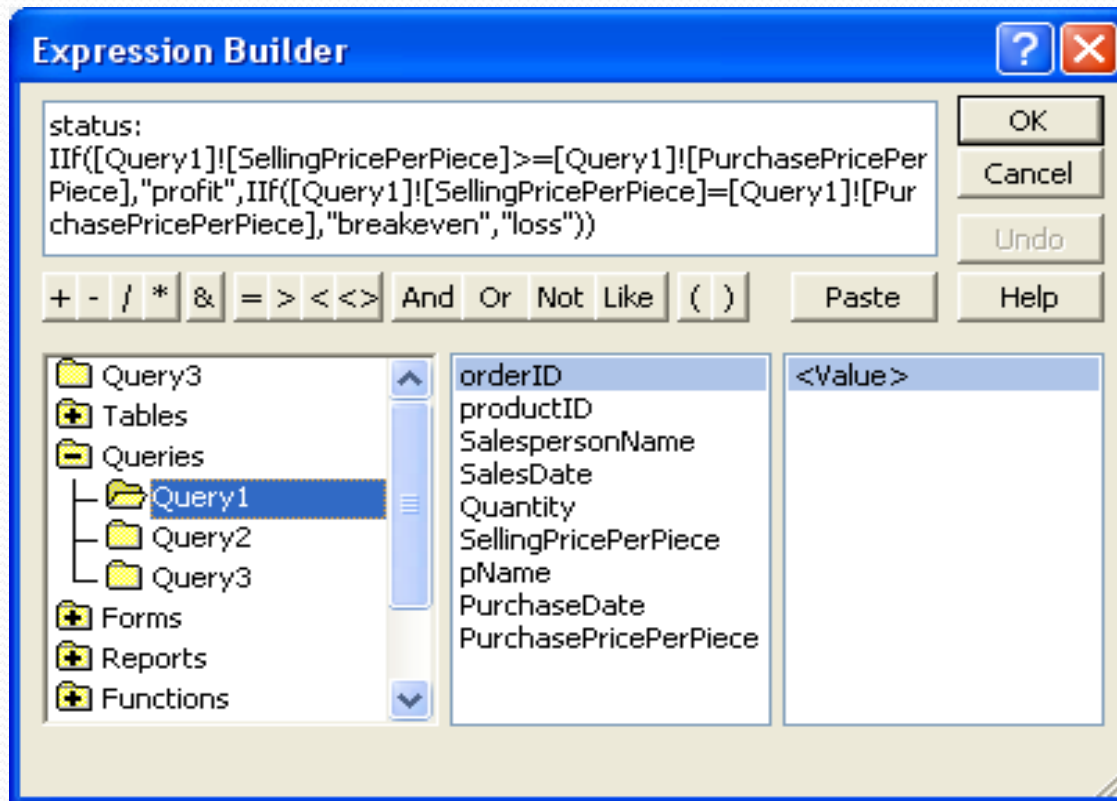 Expression Builder
status:
IIf([Query1]![SellingPricePerPiece]>=[Query1]![PurchasePricePer
Piece],"profit",IIf([Query1]![SellingPricePerPiece]=[Query1]![Pur
chasePricePerPiece],"breakeven","loss"))
OK
Cancel
Undo
+ - / * & = > < <> And Or Not Like ( ) Paste Help
Query3
Tables
Queries
Query1
Query2
Query3
Forms
Reports
Functions
orderID
productID
SalespersonName
SalesDate
Quantity
SellingPricePerPiece
pName
PurchaseDate
PurchasePricePerPiece
<Value>